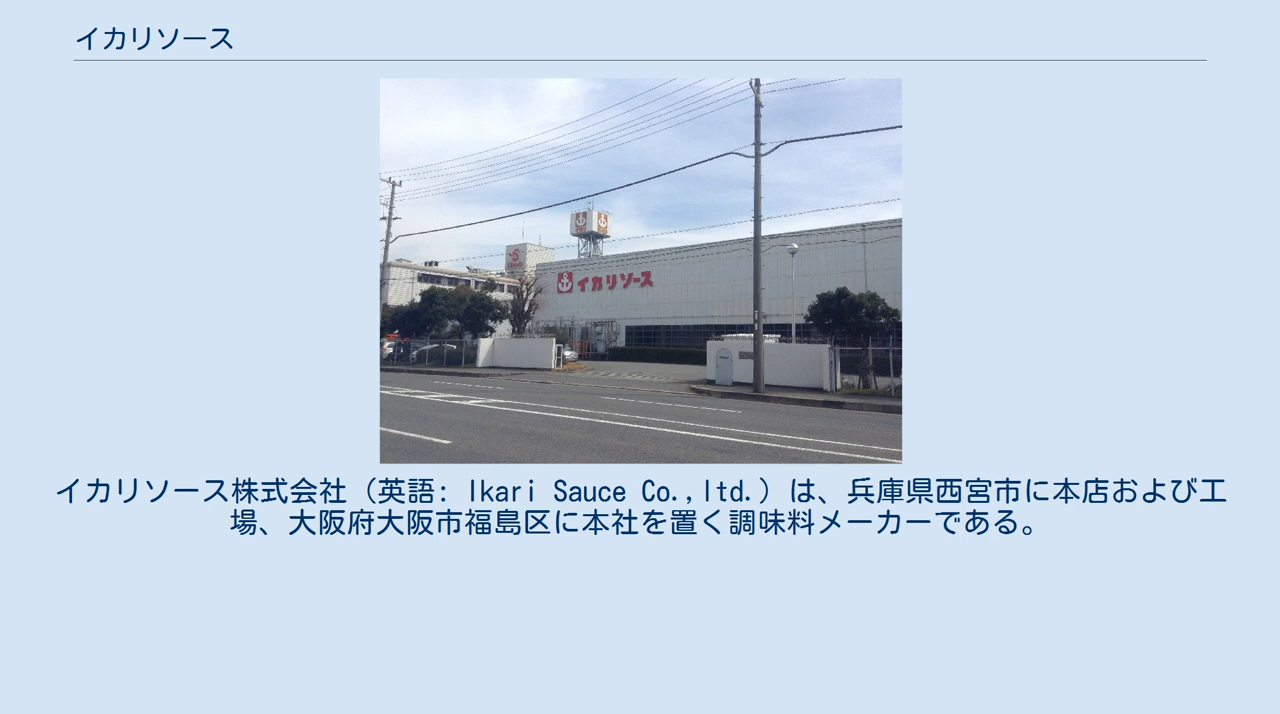 イカリソース
イカリソース
イカリソース株式会社（英語: Ikari Sauce Co.,ltd.）は、兵庫県西宮市に本店および工
場、大阪府大阪市福島区に本社を置く調味料メーカーである。